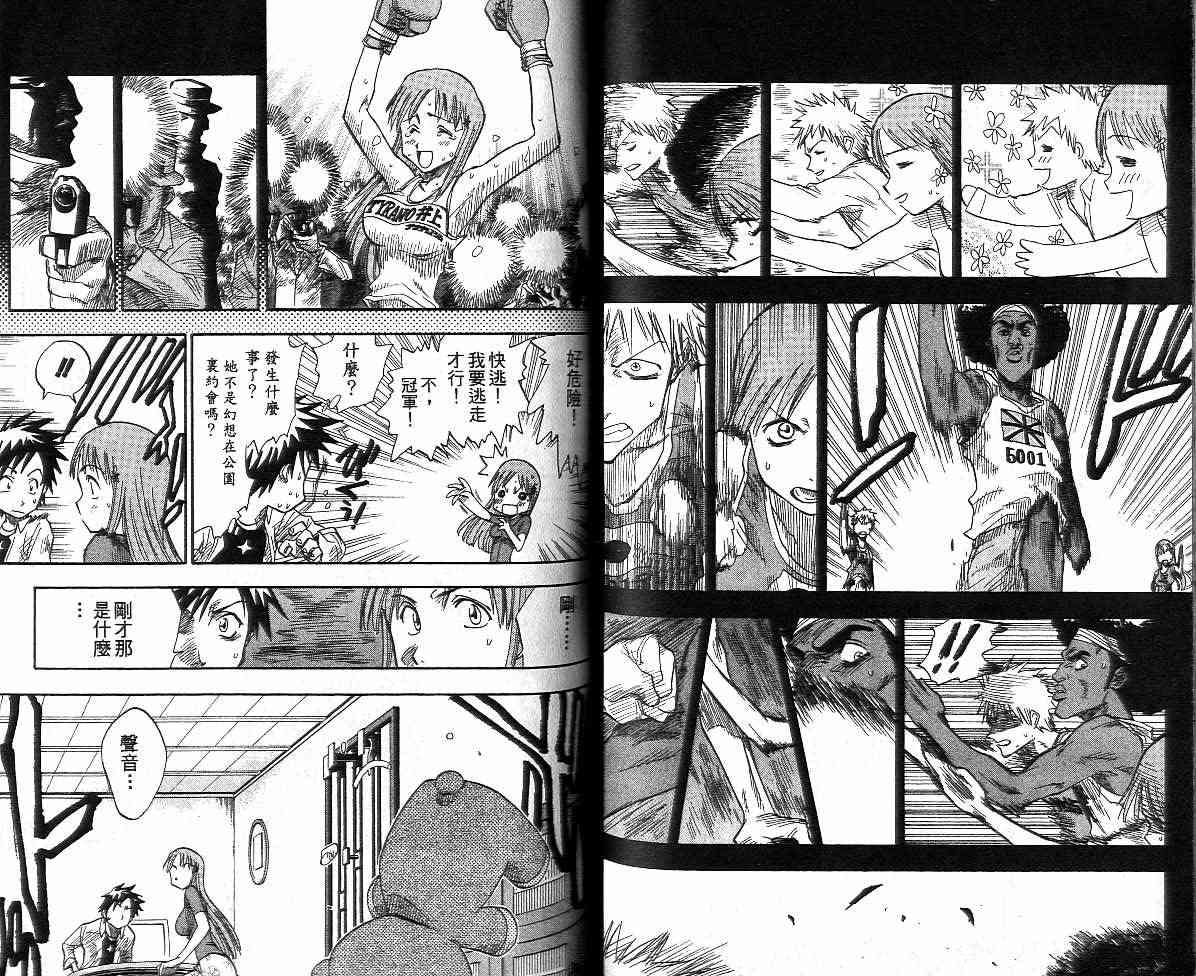 5001
!!
TYRANO井上
好危險!
快逃!
我要逃走
才行!
不,
冠軍!
什麼?
發生什麼
事了?
她不是幻想在公園
裏約會嗎?
!!
剛……
剛才那
是什麼
…
聲音…